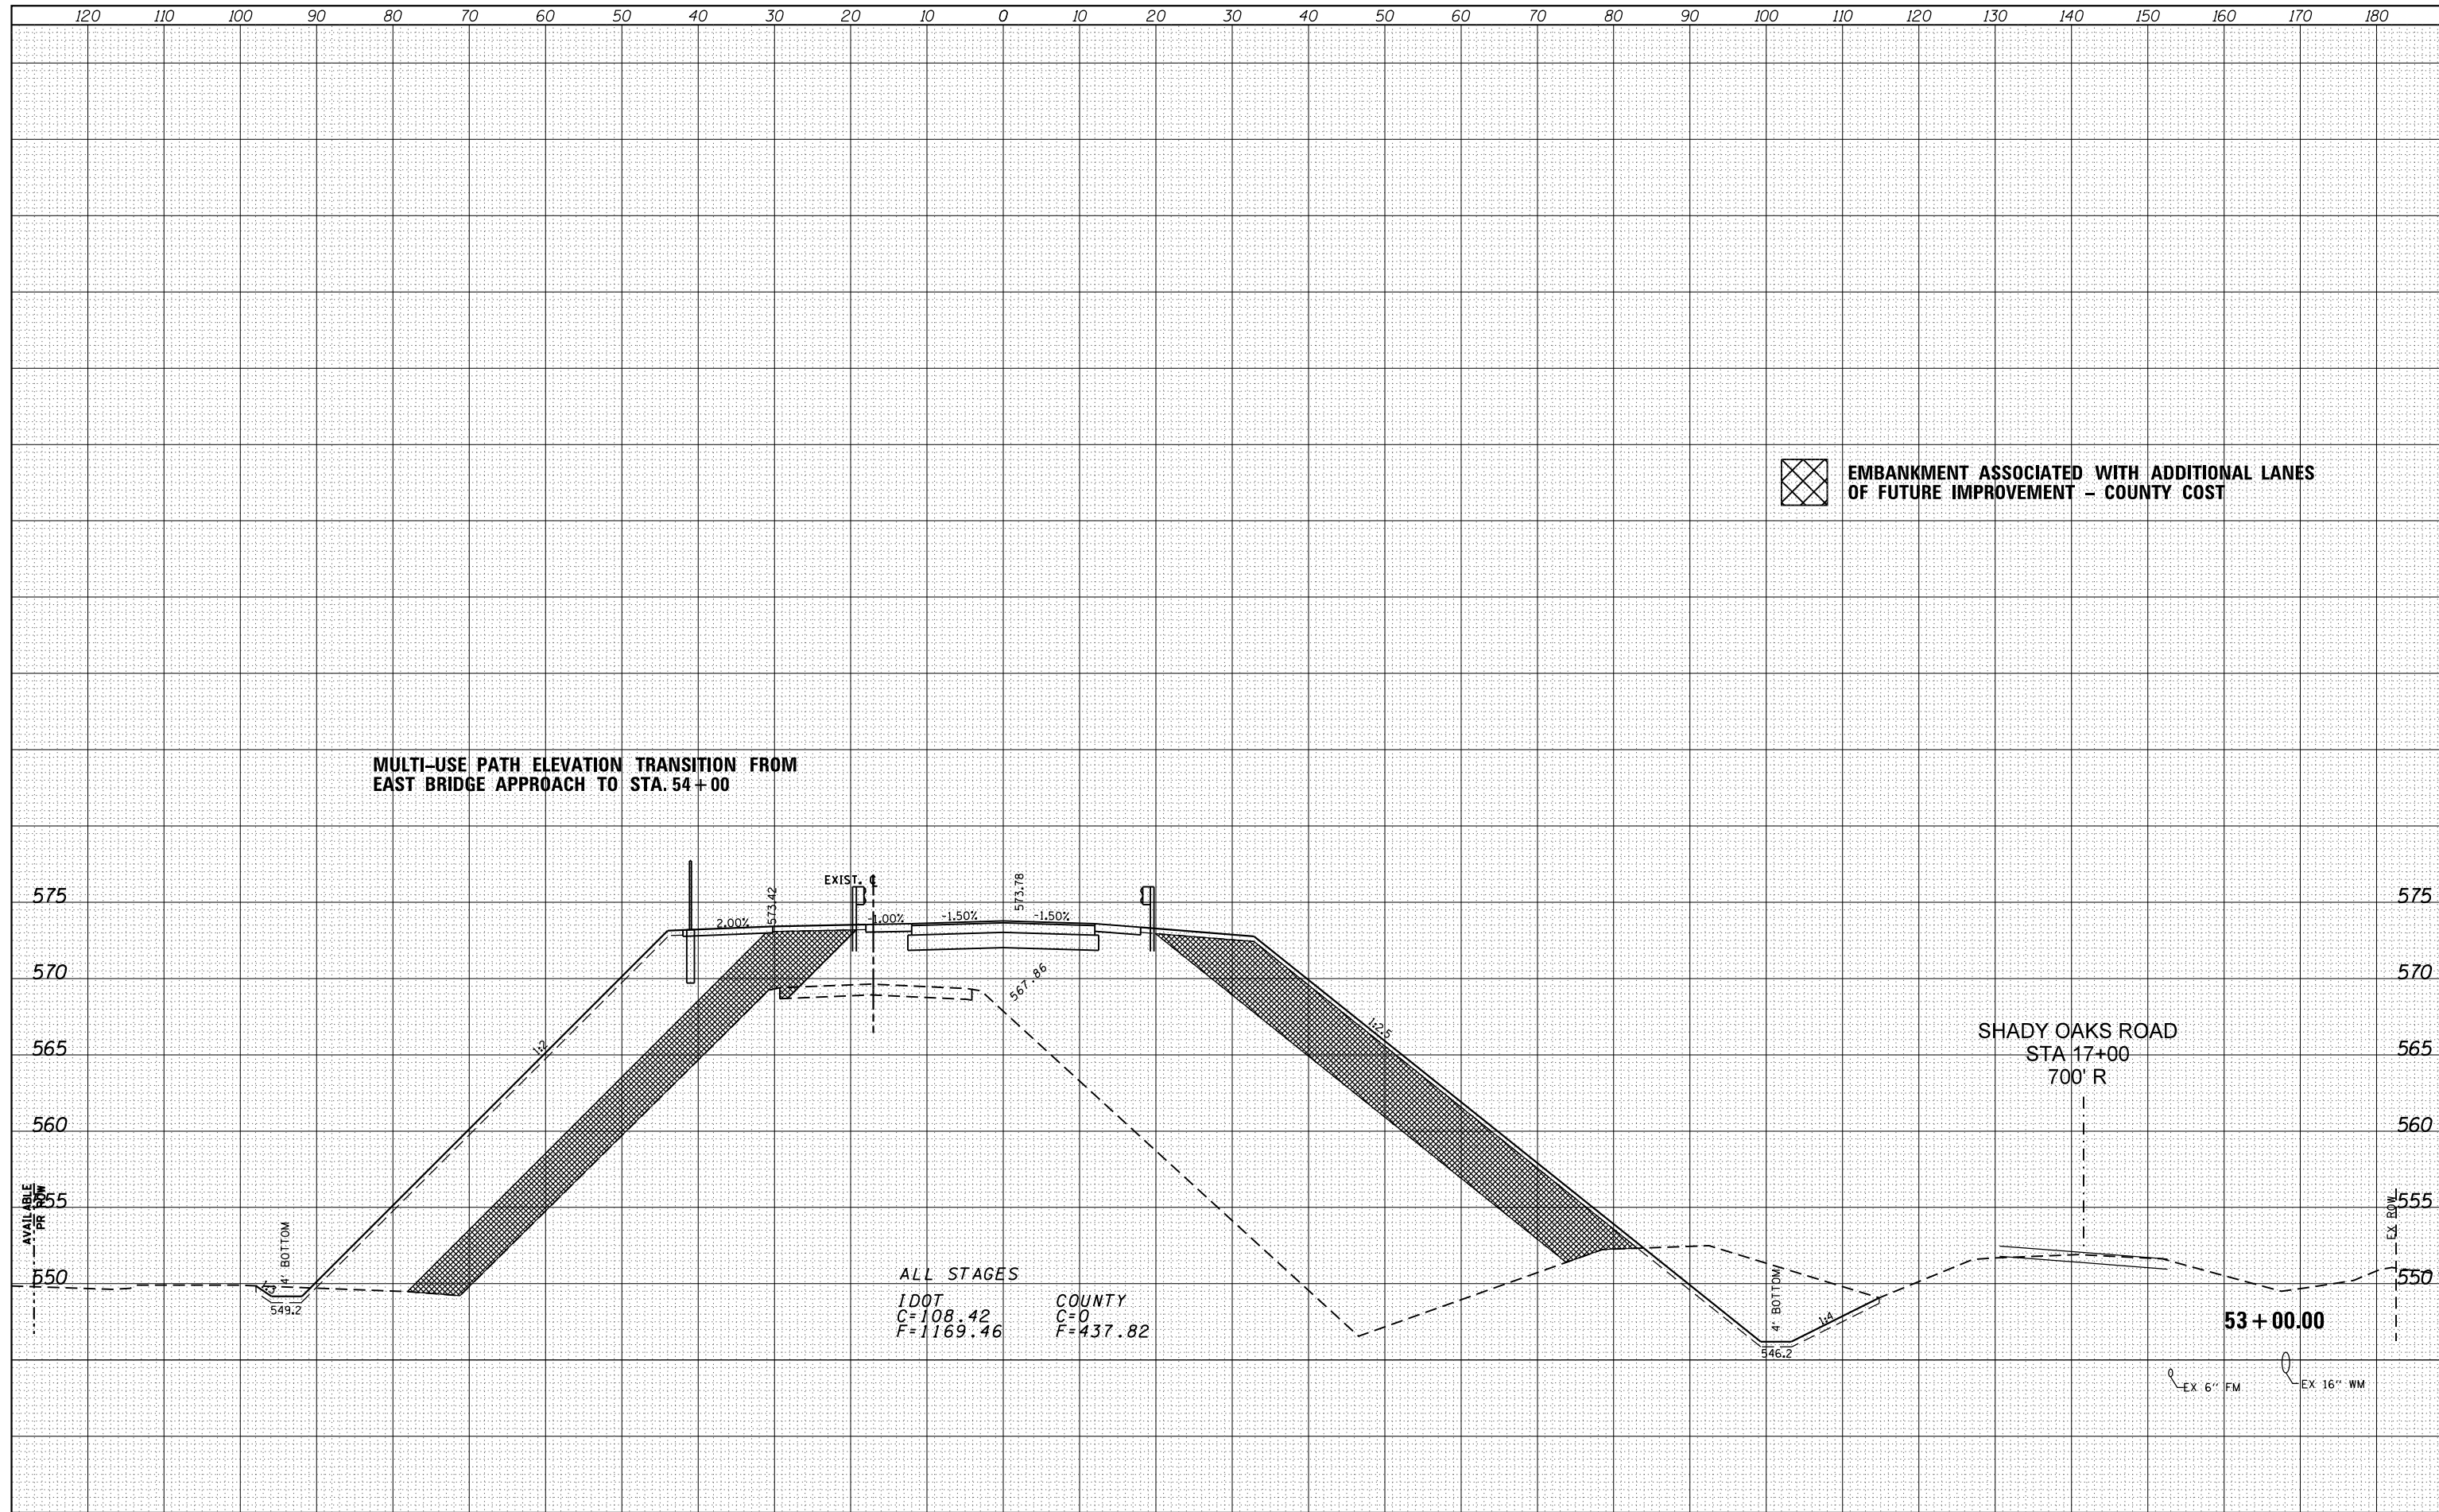 120 110 100 90 80 70 60 50 40 30 20 10 0 10 20 30 40 50 60 70 80 90 100 110 120 130 140 150 160 170 180
EMBANKMENT ASSOCIATED WITH ADDITIONAL LANES
OF FUTURE IMPROVEMENT – COUNTY COST
MULTI–USE PATH ELEVATION TRANSITION FROM
EAST BRIDGE APPROACH TO STA. 54+00
EXIST. ℄
573.42
573.78
575
575
2.00%
-1.00%
-1.50%
-1.50%
570
570
567.86
1:2.5
1:2
SHADY OAKS ROAD
STA 17+00
700' R
565
565
560
560
555
555
AVAILABLE
PR ROW
EX ROW
4' BOTTOM
4' BOTTOM
550
550
1:3
549.2
ALL STAGES
IDOT COUNTY
C=108.42 C=0
F=1169.46 F=437.82
1:4
546.2
53+00.00
EX 6'' FM
EX 16'' WM